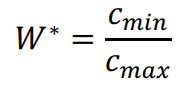 W* = c_min / c_max